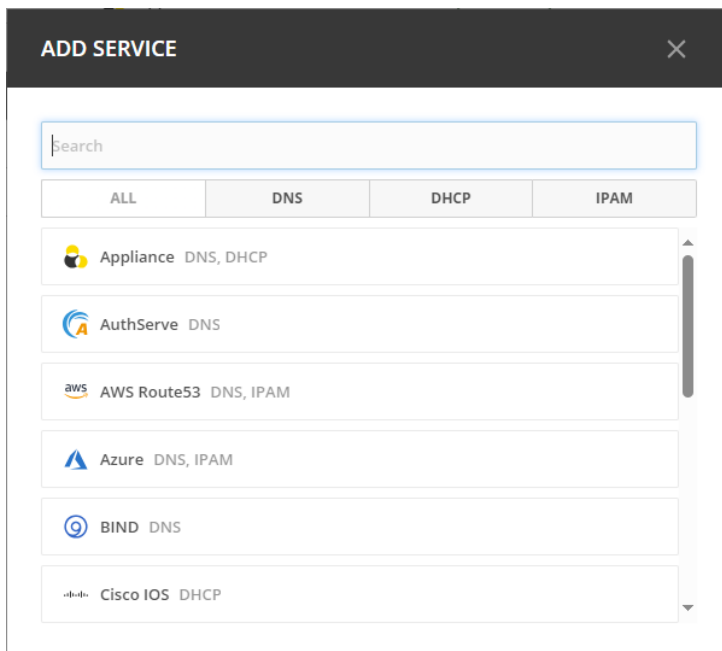 ADD SERVICE
Search
ALL DNS DHCP IPAM
Appliance DNS, DHCP
AuthServe DNS
aws AWS Route53 DNS, IPAM
Azure DNS, IPAM
BIND DNS
Cisco IOS DHCP